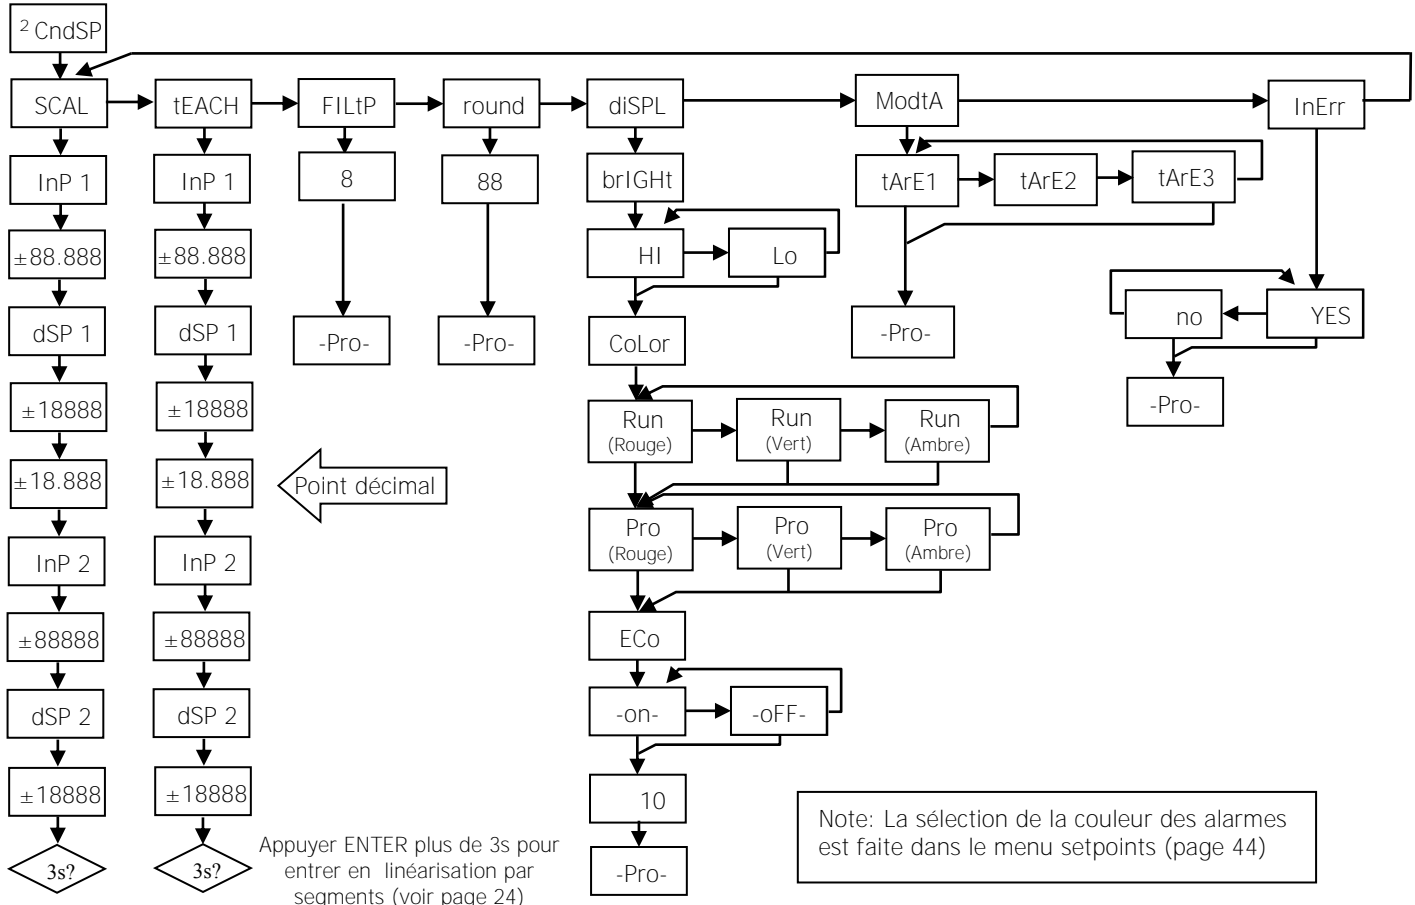 ² CndSP
SCAL
tEACH
FILtP
round
diSPL
ModtA
InErr
InP 1
InP 1
8
88
brIGHt
tArE1
tArE2
tArE3
±88.888
±88.888
HI
Lo
dSP 1
dSP 1
-Pro-
-Pro-
CoLor
-Pro-
no
YES
±18888
±18888
Run
(Rouge)
Run
(Vert)
Run
(Ambre)
-Pro-
±18.888
±18.888
Point décimal
InP 2
InP 2
Pro
(Rouge)
Pro
(Vert)
Pro
(Ambre)
±88888
±88888
ECo
dSP 2
dSP 2
-on-
-oFF-
±18888
±18888
10
3s?
3s?
Appuyer ENTER plus de 3s pour
entrer en linéarisation par
segments (voir page 24)
-Pro-
Note: La sélection de la couleur des alarmes
est faite dans le menu setpoints (page 44)